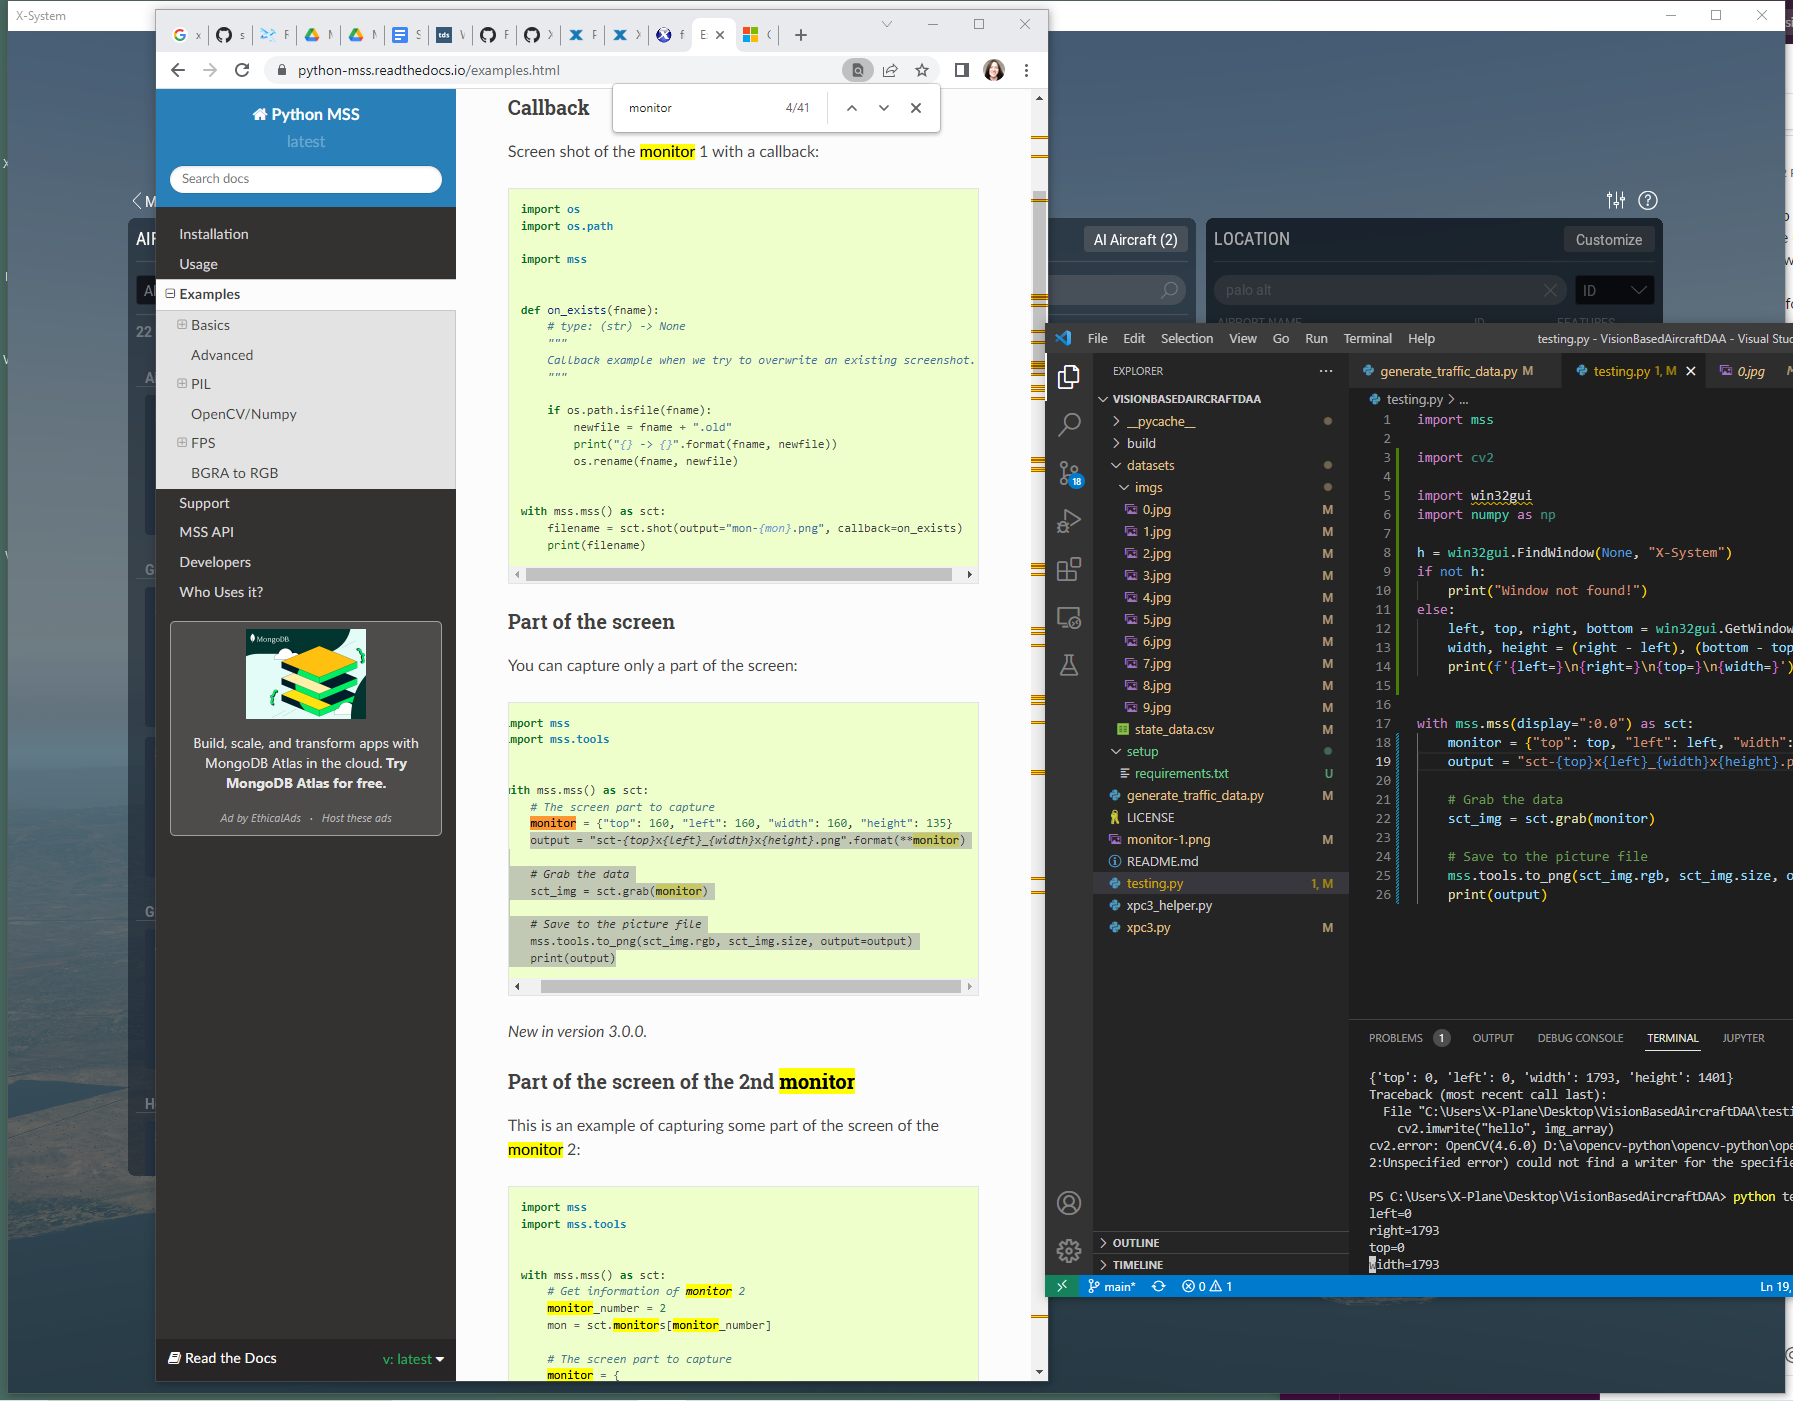 X-System
python-mss.readthedocs.io/examples.html
monitor 4/41
Python MSS
latest
Search docs
Installation
Usage
Examples
Basics
Advanced
PIL
OpenCV/Numpy
FPS
BGRA to RGB
Support
MSS API
Developers
Who Uses it?
MongoDB
Build, scale, and transform apps with
MongoDB Atlas in the cloud. Try
MongoDB Atlas for free.
Ad by EthicalAds · Host these ads
Read the Docs
v: latest
Callback
Screen shot of the monitor 1 with a callback:
import os
import os.path
import mss
def on_exists(fname):
# type: (str) -> None
"""
Callback example when we try to overwrite an existing screenshot.
"""
if os.path.isfile(fname):
newfile = fname + ".old"
print("{} -> {}".format(fname, newfile))
os.rename(fname, newfile)
with mss.mss() as sct:
filename = sct.shot(output="mon-{mon}.png", callback=on_exists)
print(filename)
Part of the screen
You can capture only a part of the screen:
mport mss
mport mss.tools
ith mss.mss() as sct:
# The screen part to capture
monitor = {"top": 160, "left": 160, "width": 160, "height": 135}
output = "sct-{top}x{left}_{width}x{height}.png".format(**monitor)
# Grab the data
sct_img = sct.grab(monitor)
# Save to the picture file
mss.tools.to_png(sct_img.rgb, sct_img.size, output=output)
print(output)
New in version 3.0.0.
Part of the screen of the 2nd monitor
This is an example of capturing some part of the screen of the
monitor 2:
import mss
import mss.tools
with mss.mss() as sct:
# Get information of monitor 2
monitor_number = 2
mon = sct.monitors[monitor_number]
# The screen part to capture
monitor = {
AI Aircraft (2)
LOCATION
Customize
palo alt
ID
File Edit Selection View Go Run Terminal Help
testing.py - VisionBasedAircraftDAA - Visual Stu
EXPLORER
VISIONBASEDAIRCRAFTDAA
__pycache__
build
datasets
imgs
0.jpg M
1.jpg M
2.jpg M
3.jpg M
4.jpg M
5.jpg M
6.jpg M
7.jpg M
8.jpg M
9.jpg M
state_data.csv M
setup
requirements.txt U
generate_traffic_data.py M
LICENSE
monitor-1.png M
README.md
testing.py 1, M
xpc3_helper.py
xpc3.py M
OUTLINE
TIMELINE
18
generate_traffic_data.py M
testing.py 1, M
0.jpg
testing.py > ...
1 import mss
2
3 import cv2
4
5 import win32gui
6 import numpy as np
7
8 h = win32gui.FindWindow(None, "X-System")
9 if not h:
10 print("Window not found!")
11 else:
12 left, top, right, bottom = win32gui.GetWindow
13 width, height = (right - left), (bottom - top
14 print(f'{left=}\n{right=}\n{top=}\n{width=}')
15
16
17 with mss.mss(display=":0.0") as sct:
18 monitor = {"top": top, "left": left, "width":
19 output = "sct-{top}x{left}_{width}x{height}.p
20
21 # Grab the data
22 sct_img = sct.grab(monitor)
23
24 # Save to the picture file
25 mss.tools.to_png(sct_img.rgb, sct_img.size, o
26 print(output)
PROBLEMS 1 OUTPUT DEBUG CONSOLE TERMINAL JUPYTER
{'top': 0, 'left': 0, 'width': 1793, 'height': 1401}
Traceback (most recent call last):
File "C:\Users\X-Plane\Desktop\VisionBasedAircraftDAA\testi
cv2.imwrite("hello", img_array)
cv2.error: OpenCV(4.6.0) D:\a\opencv-python\opencv-python\ope
2:Unspecified error) could not find a writer for the specifie
PS C:\Users\X-Plane\Desktop\VisionBasedAircraftDAA> python te
left=0
right=1793
top=0
width=1793
main* 0 1
Ln 19,